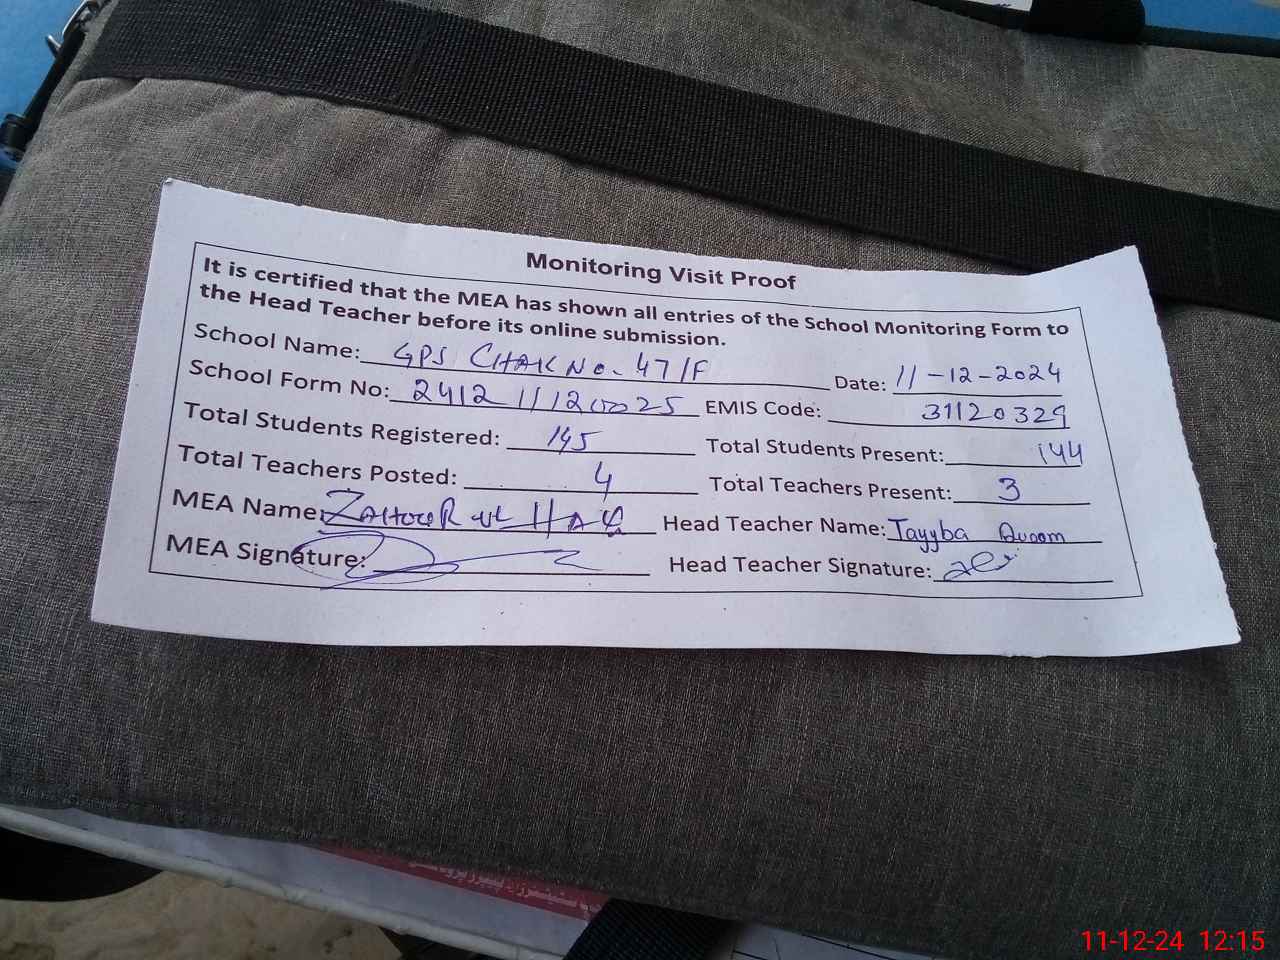 Monitoring Visit Proof
It is certified that the MEA has shown all entries of the School Monitoring Form to
the Head Teacher before its online submission.
School Name: GPS CHAK NO. 47/F Date: 11-12-2024
School Form No: 2412 11120025 EMIS Code: 31120329
Total Students Registered: 145 Total Students Present: 144
Total Teachers Posted: 4 Total Teachers Present: 3
MEA Name: ZAHOOR UL HAQ Head Teacher Name: Tayyba
MEA Signature: Head Teacher Signature:
11-12-24 12:15